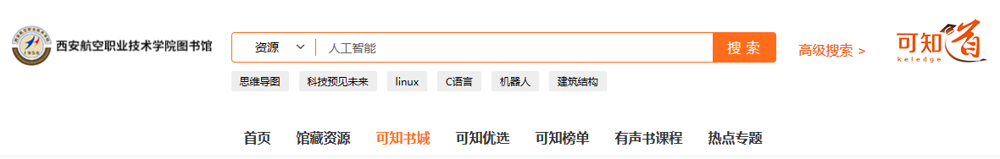 西安航空职业技术学院图书馆
1958
资源 人工智能 搜 索
高级搜索 >
可知道
keledge
思维导图 科技预见未来 linux C语言 机器人 建筑结构
首页 馆藏资源 可知书城 可知优选 可知榜单 有声书课程 热点专题